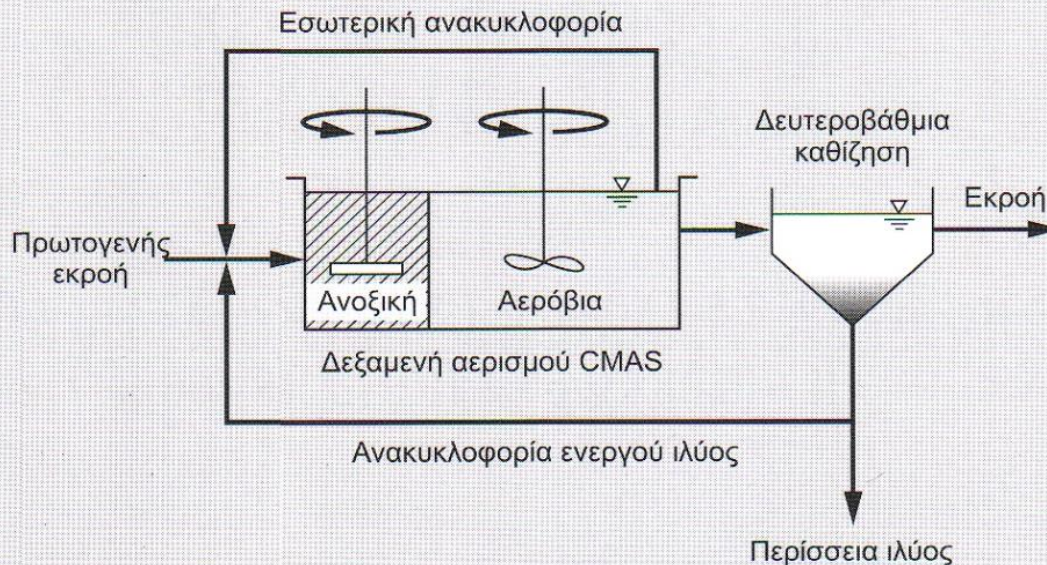 Εσωτερική ανακυκλοφορία
Δευτεροβάθμια
καθίζηση
Εκροή
Πρωτογενής
εκροή
Ανοξική
Αερόβια
Δεξαμενή αερισμού CMAS
Ανακυκλοφορία ενεργού ιλύος
Περίσσεια ιλύος